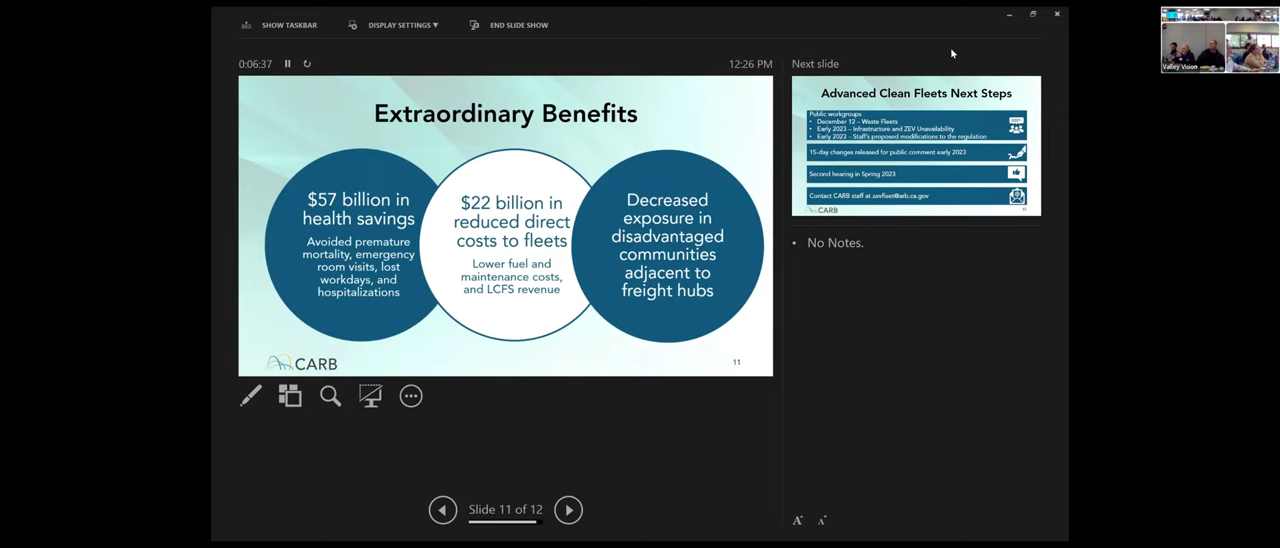 SHOW TASKBAR
DISPLAY SETTINGS ▼
END SLIDE SHOW
0:06:37
12:26 PM
Extraordinary Benefits
$57 billion in
health savings
Avoided premature
mortality, emergency
room visits, lost
workdays, and
hospitalizations
$22 billion in
reduced direct
costs to fleets
Lower fuel and
maintenance costs,
and LCFS revenue
Decreased
exposure in
disadvantaged
communities
adjacent to
freight hubs
CARB
11
Slide 11 of 12
Next slide
Advanced Clean Fleets Next Steps
Public workgroups
• December 12 – Waste Fleets
• Early 2023 – Infrastructure and ZEV Unavailability
• Early 2023 – Staff's proposed modifications to the regulation
15-day changes released for public comment early 2023
Second hearing in Spring 2023
Contact CARB staff at zevfleet@arb.ca.gov
CARB
12
• No Notes.
A A
Valley Vision